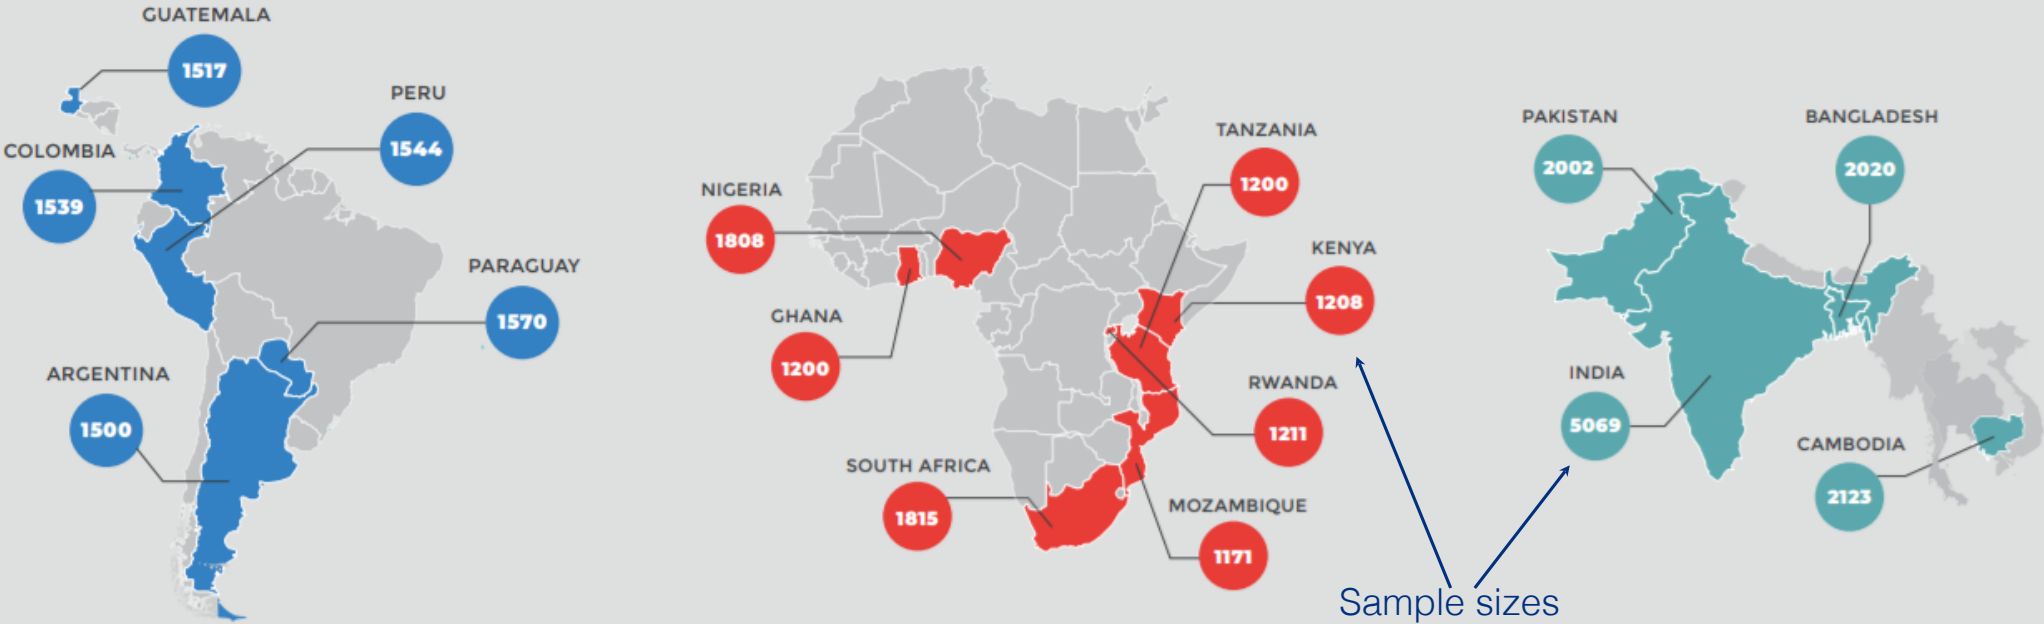 GUATEMALA
1517
PERU
1544
COLOMBIA
1539
PARAGUAY
1570
ARGENTINA
1500
TANZANIA
1200
NIGERIA
1808
KENYA
1208
GHANA
1200
RWANDA
1211
SOUTH AFRICA
1815
MOZAMBIQUE
1171
PAKISTAN
2002
BANGLADESH
2020
INDIA
5069
CAMBODIA
2123
Sample sizes